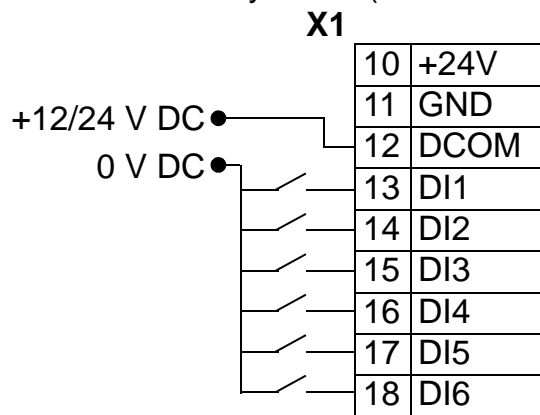 X1
10 +24V
11 GND
+12/24 V DC
12 DCOM
0 V DC
13 DI1
14 DI2
15 DI3
16 DI4
17 DI5
18 DI6